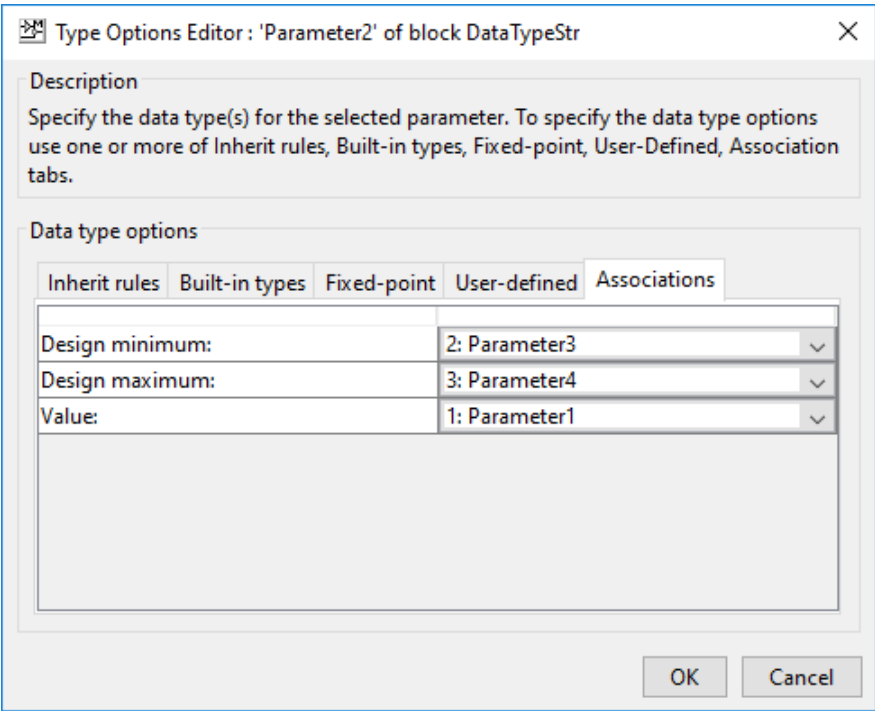 Type Options Editor : 'Parameter2' of block DataTypeStr
Description
Specify the data type(s) for the selected parameter. To specify the data type options
use one or more of Inherit rules, Built-in types, Fixed-point, User-Defined, Association
tabs.
Data type options
Inherit rules Built-in types Fixed-point User-defined Associations
Design minimum: 2: Parameter3
Design maximum: 3: Parameter4
Value: 1: Parameter1
OK Cancel